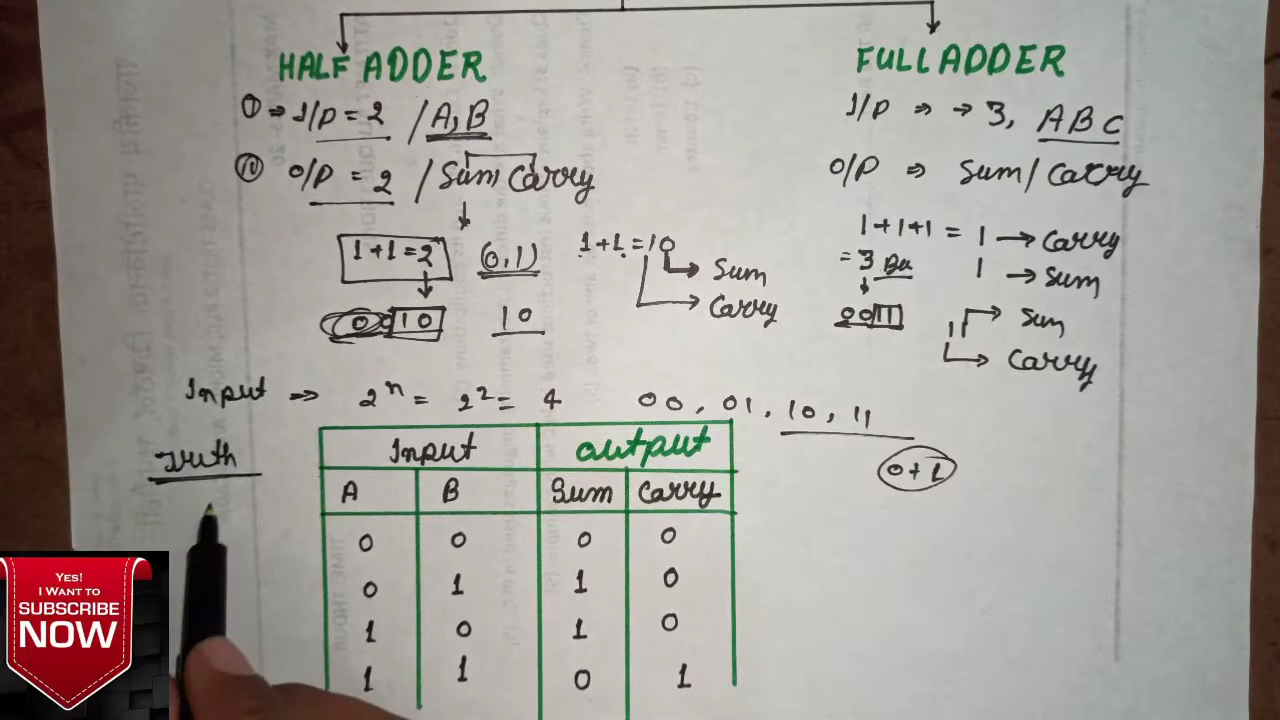 HALF ADDER
① ⇒ I/P = 2 / A, B
② O/P = 2 / Sum Carry
1+1=2 (0,1) 1+1=10
Sum
Carry
0010 10
FULL ADDER
I/P ⇒ → 3, A B C
O/P ⇒ Sum/Carry
1+1+1 = 1 → Carry
= 3 1 → Sum
0011 11 Sum
Carry
Input ⇒ 2ⁿ = 2² = 4 00, 01, 10, 11
0+1
Truth
Input output
A B Sum Carry
0 0 0 0
0 1 1 0
1 0 1 0
1 1 0 1
YES!
I WANT TO
SUBSCRIBE
NOW